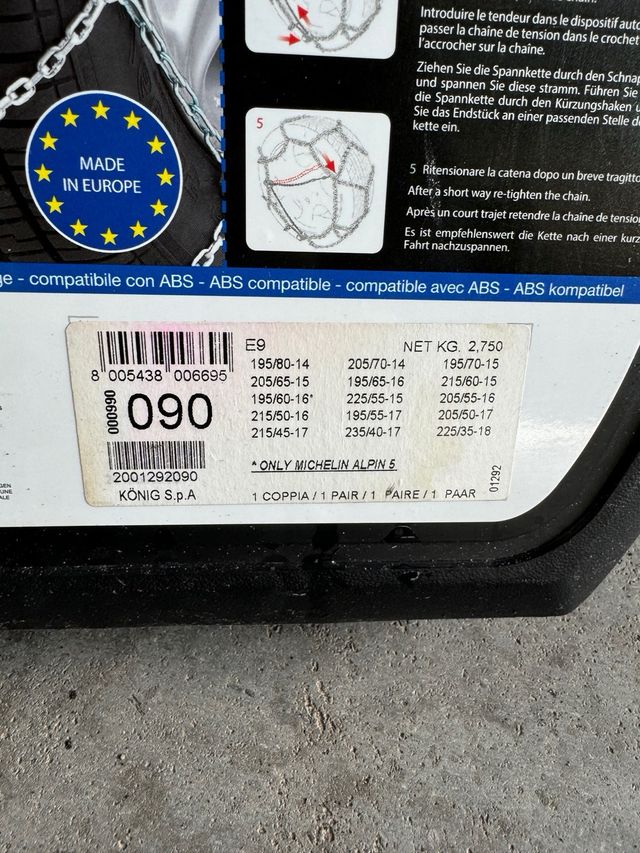 Introduire le tendeur dans le dispositif auto
passer la chaîne de tension dans le crochet
l'accrocher sur la chaîne.
Ziehen Sie die Spannkette durch den Schnap
und spannen Sie diese stramm. Führen Sie
die Spannkette durch den Kürzungshaken
Sie das Endstück an einer passenden Stelle d
kette ein.
5
5 Ritensionare la catena dopo un breve tragitto
After a short way re-tighten the chain.
Après un court trajet retendre la chaîne de tensio
Es ist empfehlenswert die Kette nach einer kurz
Fahrt nachzuspannen.
MADE
IN EUROPE
ge - compatibile con ABS - ABS compatible - compatible avec ABS - ABS kompatibel
8 005438 006695
000990
090
2001292090
KÖNIG S.p.A
E9 NET KG. 2,750
195/80-14 205/70-14 195/70-15
205/65-15 195/65-16 215/60-15
195/60-16* 225/55-15 205/55-16
215/50-16 195/55-17 205/50-17
215/45-17 235/40-17 225/35-18
* ONLY MICHELIN ALPIN 5
1 COPPIA / 1 PAIR / 1 PAIRE / 1 PAAR
01292
GEN
UNE
ALE